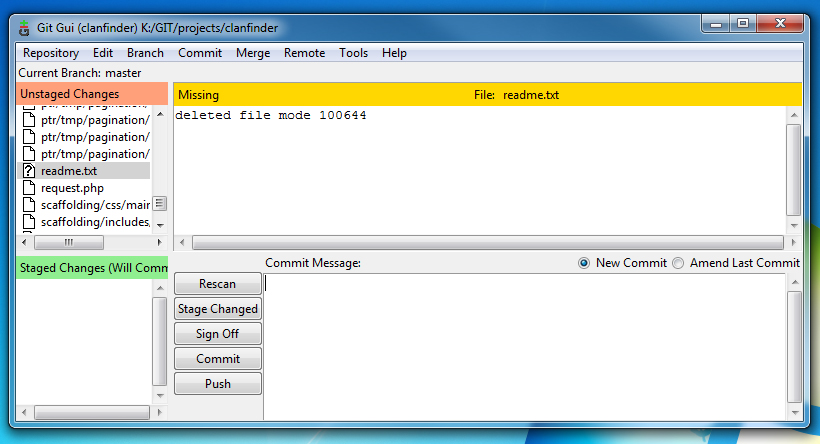 Git Gui (clanfinder) K:/GIT/projects/clanfinder
Repository Edit Branch Commit Merge Remote Tools Help
Current Branch: master
Unstaged Changes
ptr/tmp/pagination/
ptr/tmp/pagination/
ptr/tmp/pagination/
ptr/tmp/pagination/
readme.txt
request.php
scaffolding/css/main
scaffolding/includes,
Missing File: readme.txt
deleted file mode 100644
Staged Changes (Will Comm
Rescan
Stage Changed
Sign Off
Commit
Push
Commit Message: New Commit Amend Last Commit